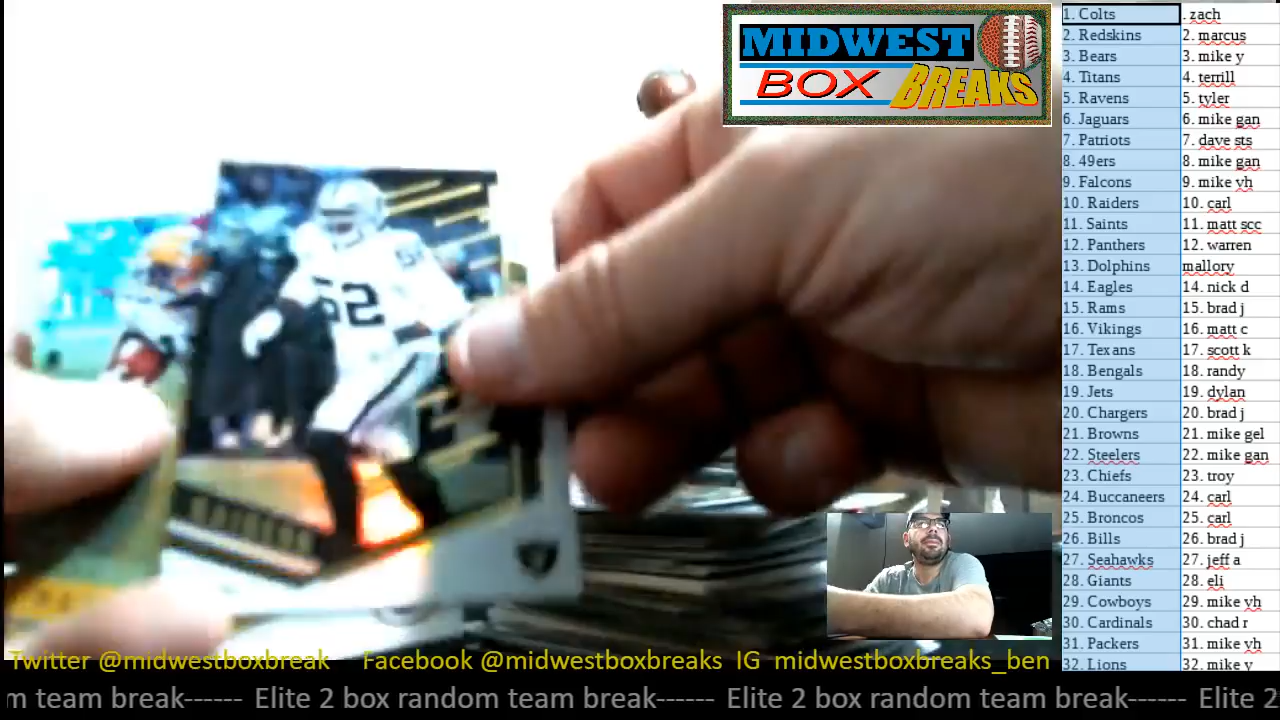 MIDWEST
BOX BREAKS
52
RAIDERS
1. Colts . zach
2. Redskins 2. marcus
3. Bears 3. mike y
4. Titans 4. terrill
5. Ravens 5. tyler
6. Jaguars 6. mike gan
7. Patriots 7. dave sts
8. 49ers 8. mike gan
9. Falcons 9. mike yh
10. Raiders 10. carl
11. Saints 11. matt scc
12. Panthers 12. warren
13. Dolphins mallory
14. Eagles 14. nick d
15. Rams 15. brad j
16. Vikings 16. matt c
17. Texans 17. scott k
18. Bengals 18. randy
19. Jets 19. dylan
20. Chargers 20. brad j
21. Browns 21. mike gel
22. Steelers 22. mike gan
23. Chiefs 23. troy
24. Buccaneers 24. carl
25. Broncos 25. carl
26. Bills 26. brad j
27. Seahawks 27. jeff a
28. Giants 28. eli
29. Cowboys 29. mike yh
30. Cardinals 30. chad r
31. Packers 31. mike yh
32. Lions 32. mike y
Twitter @midwestboxbreak Facebook @midwestboxbreaks IG midwestboxbreaks_ben
m team break------ Elite 2 box random team break------ Elite 2 box random team break------ Elite 2